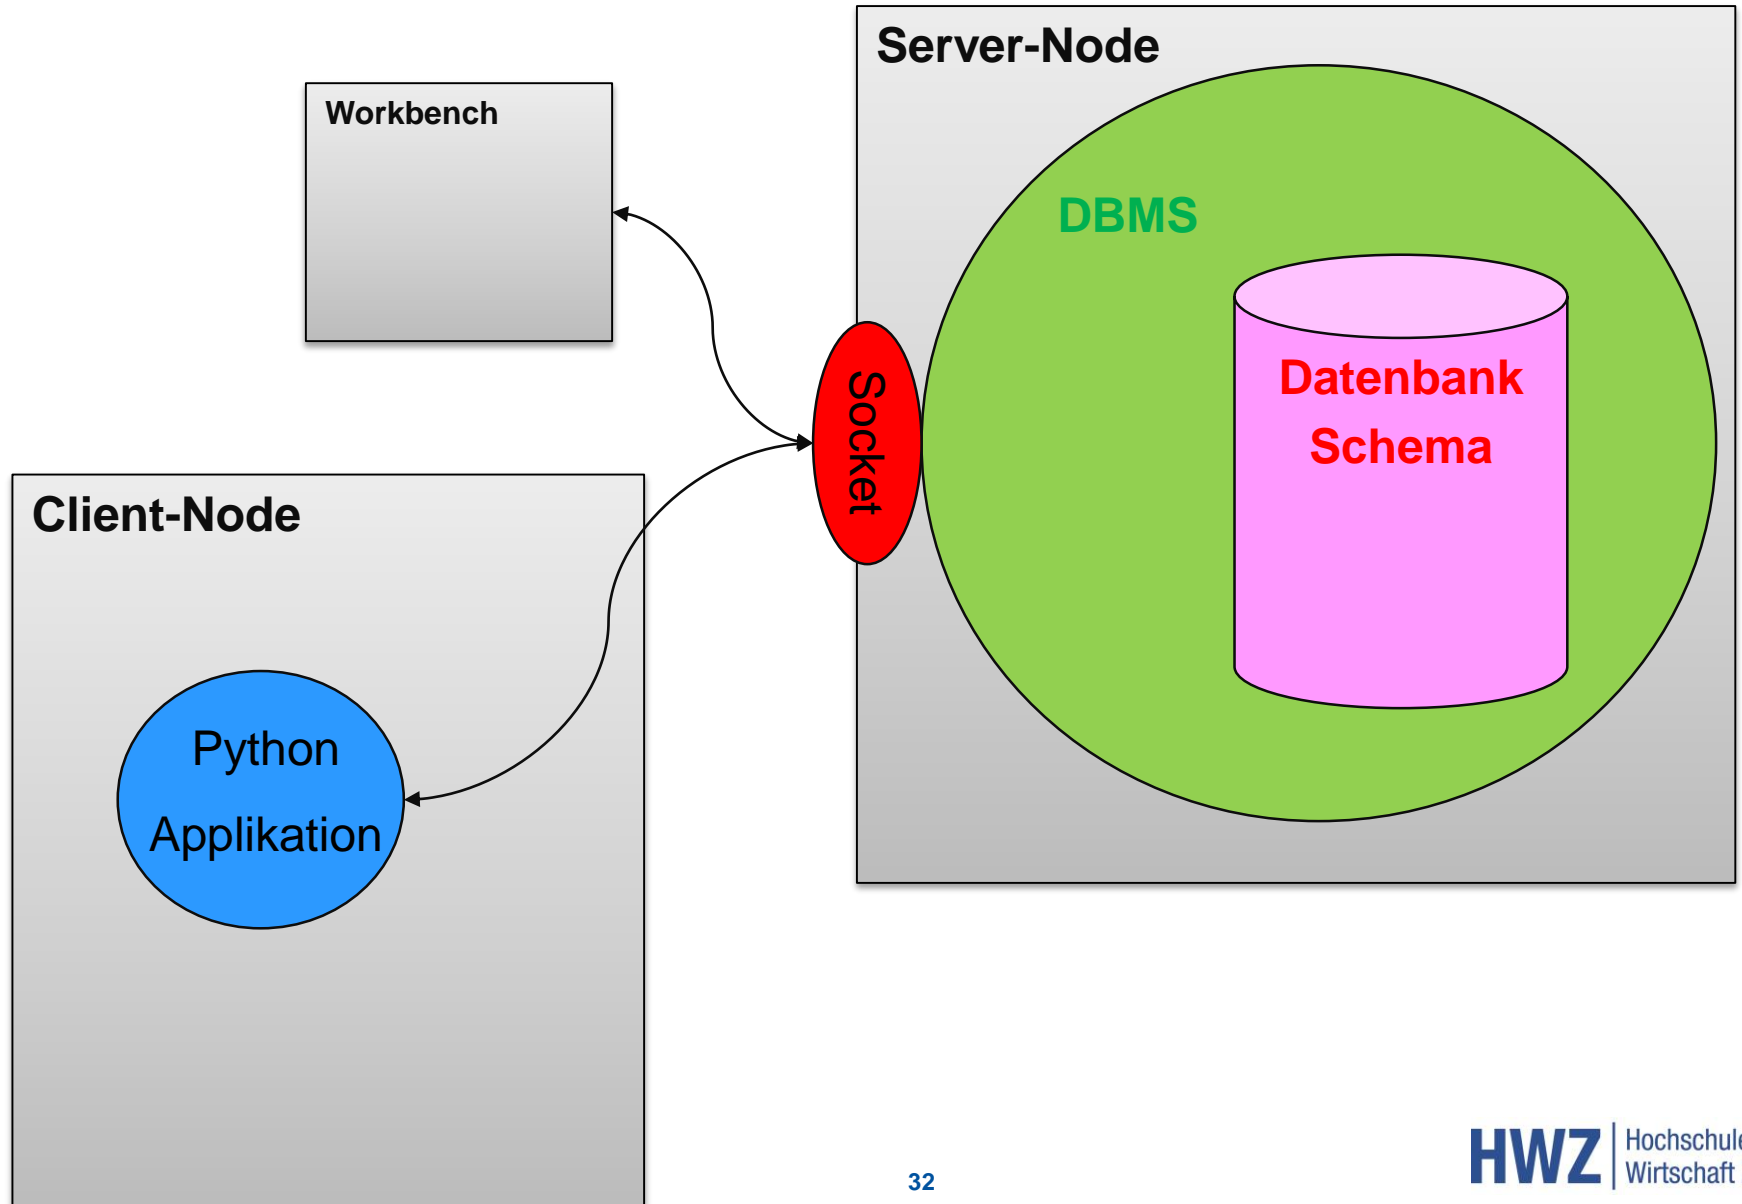 Server-Node
Workbench
DBMS
Datenbank
Schema
Socket
Client-Node
Python
Applikation
32
HWZ
Hochschule
Wirtschaft